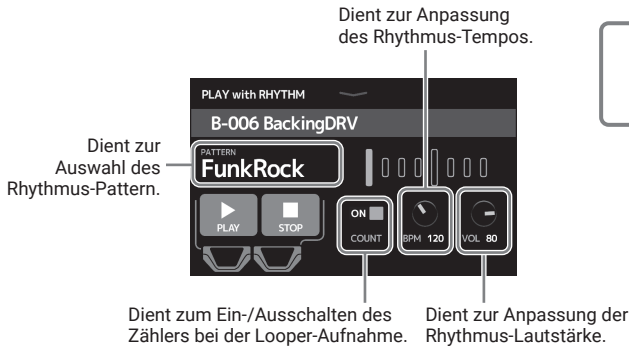 Dient zur Anpassung
des Rhythmus-Tempos.
PLAY with RHYTHM
B-006 BackingDRV
Dient zur
Auswahl des
Rhythmus-Pattern.
PATTERN
FunkRock
PLAY
STOP
ON
COUNT
BPM 120
VOL 80
Dient zum Ein-/Ausschalten des
Zählers bei der Looper-Aufnahme.
Dient zur Anpassung der
Rhythmus-Lautstärke.